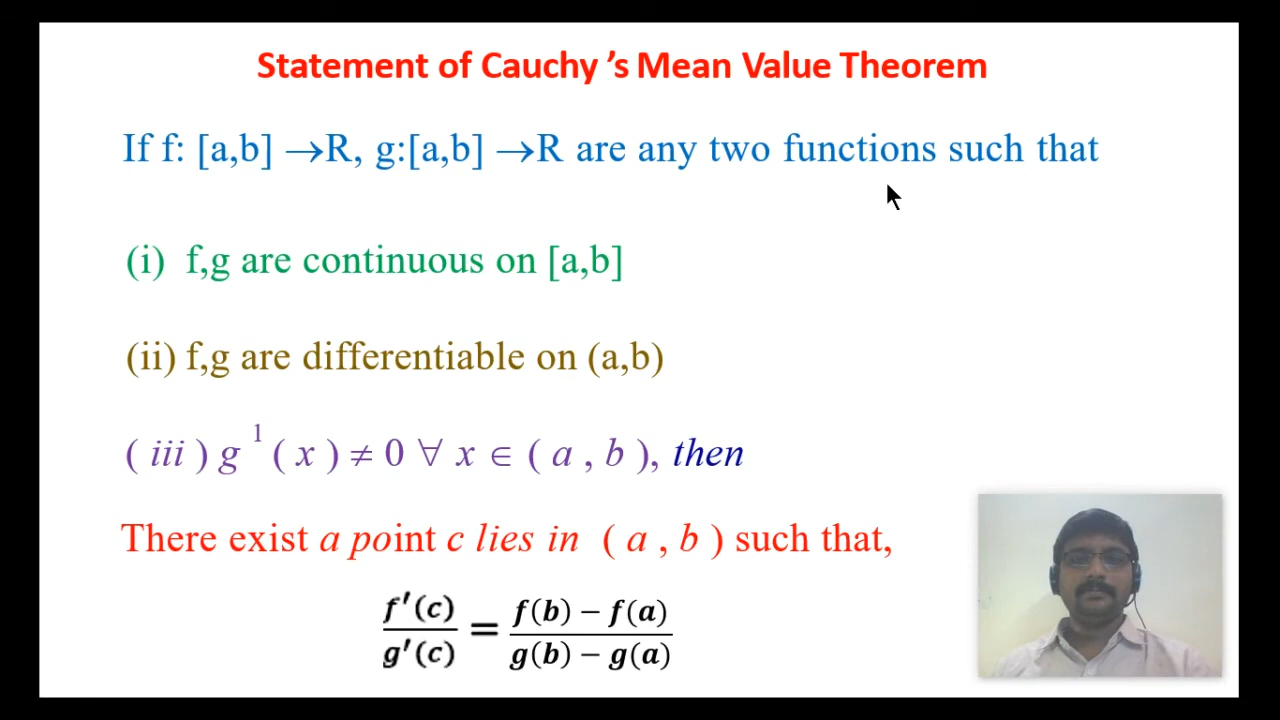 Statement of Cauchy 's Mean Value Theorem
If f: [a,b] →R, g:[a,b] →R are any two functions such that
(i) f,g are continuous on [a,b]
(ii) f,g are differentiable on (a,b)
( iii ) g ¹ ( x ) ≠ 0 ∀ x ∈ ( a , b ), then
There exist a point c lies in ( a , b ) such that,
f'(c) / g'(c) = f(b) − f(a) / g(b) − g(a)